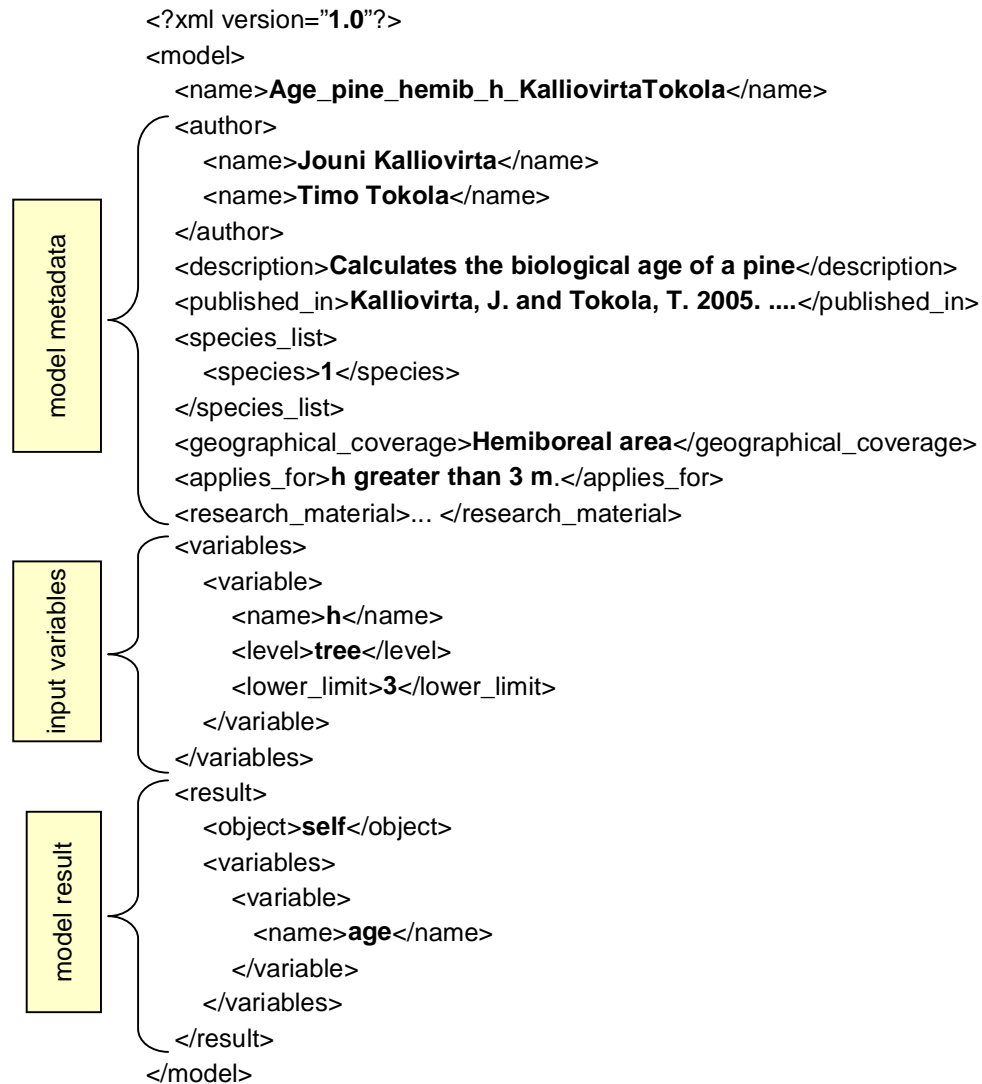 <?xml version=”1.0”?>
<model>
<name>Age_pine_hemib_h_KalliovirtaTokola</name>
model metadata
<author>
<name>Jouni Kalliovirta</name>
<name>Timo Tokola</name>
</author>
<description>Calculates the biological age of a pine</description>
<published_in>Kalliovirta, J. and Tokola, T. 2005. ....</published_in>
<species_list>
<species>1</species>
</species_list>
<geographical_coverage>Hemiboreal area</geographical_coverage>
<applies_for>h greater than 3 m.</applies_for>
<research_material>... </research_material>
input variables
<variables>
<variable>
<name>h</name>
<level>tree</level>
<lower_limit>3</lower_limit>
</variable>
</variables>
model result
<result>
<object>self</object>
<variables>
<variable>
<name>age</name>
</variable>
</variables>
</result>
</model>